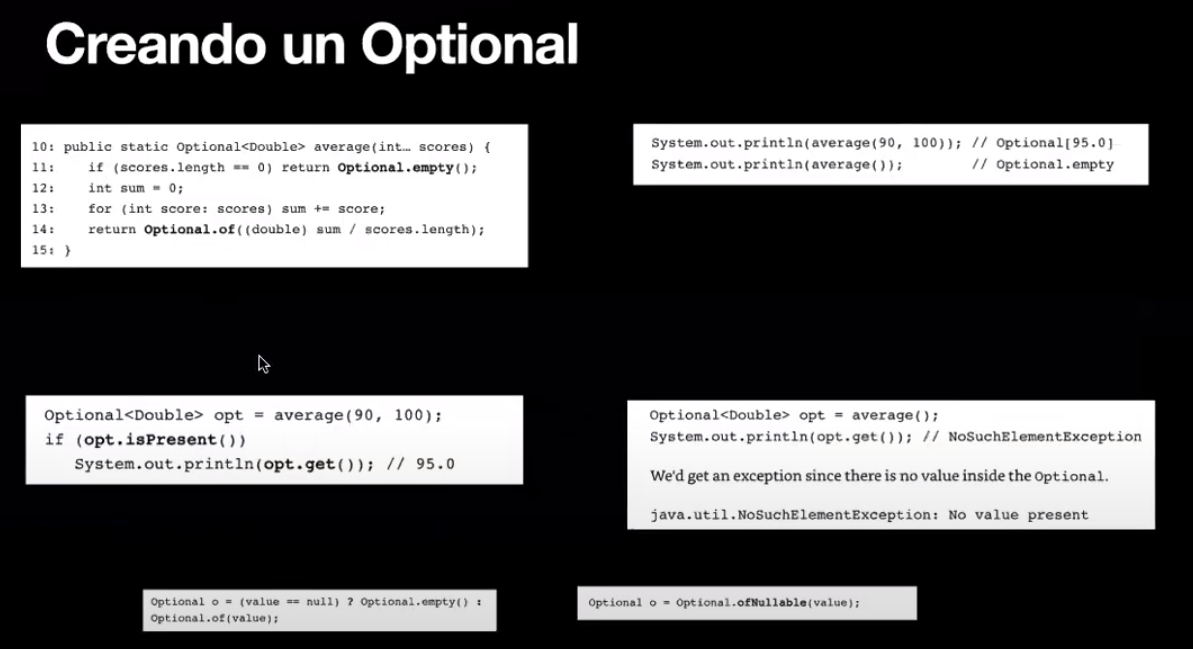 Creando un Optional
10: public static Optional<Double> average(int… scores) {
11:    if (scores.length == 0) return Optional.empty();
12:    int sum = 0;
13:    for (int score: scores) sum += score;
14:    return Optional.of((double) sum / scores.length);
15: }
System.out.println(average(90, 100)); // Optional[95.0]
System.out.println(average());        // Optional.empty
Optional<Double> opt = average(90, 100);
if (opt.isPresent())
   System.out.println(opt.get()); // 95.0
Optional<Double> opt = average();
System.out.println(opt.get()); // NoSuchElementException
We'd get an exception since there is no value inside the Optional.
java.util.NoSuchElementException: No value present
Optional o = (value == null) ? Optional.empty() :
Optional.of(value);
Optional o = Optional.ofNullable(value);